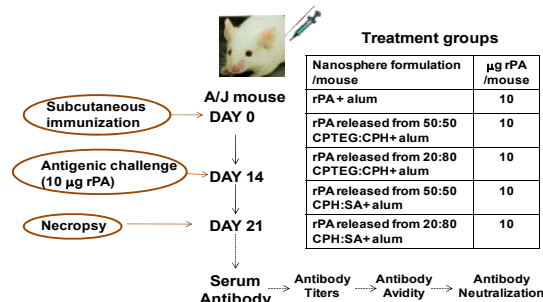 Treatment groups
Nanosphere formulation
/mouse
µg rPA
/mouse
rPA + alum
10
rPA released from 50:50
CPTEG:CPH+ alum
10
rPA released from 20:80
CPTEG:CPH+ alum
10
rPA released from 50:50
CPH:SA+ alum
10
rPA released from 20:80
CPH:SA+ alum
10
A/J mouse
Subcutaneous
immunization
DAY 0
Antigenic challenge
(10 µg rPA)
DAY 14
Necropsy
DAY 21
Serum
Antibody
Antibody
Titers
Antibody
Avidity
Antibody
Neutralization